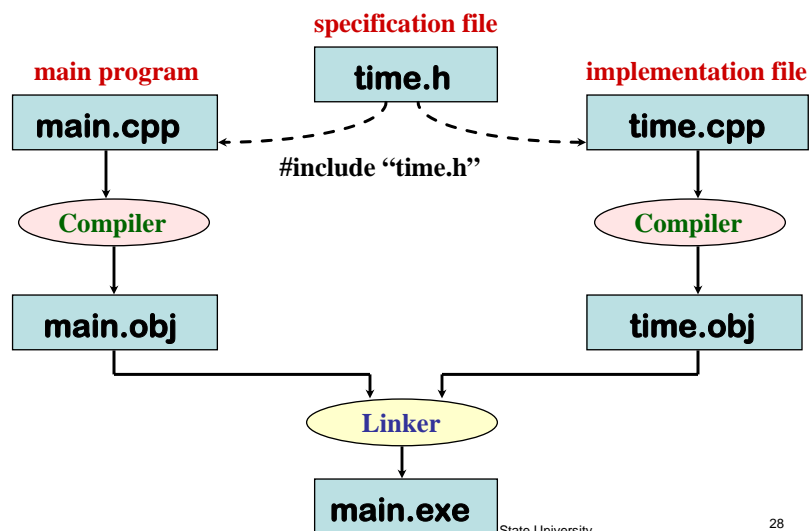 specification file
main program
time.h
implementation file
main.cpp
time.cpp
#include “time.h”
Compiler
Compiler
main.obj
time.obj
Linker
main.exe
State University
28